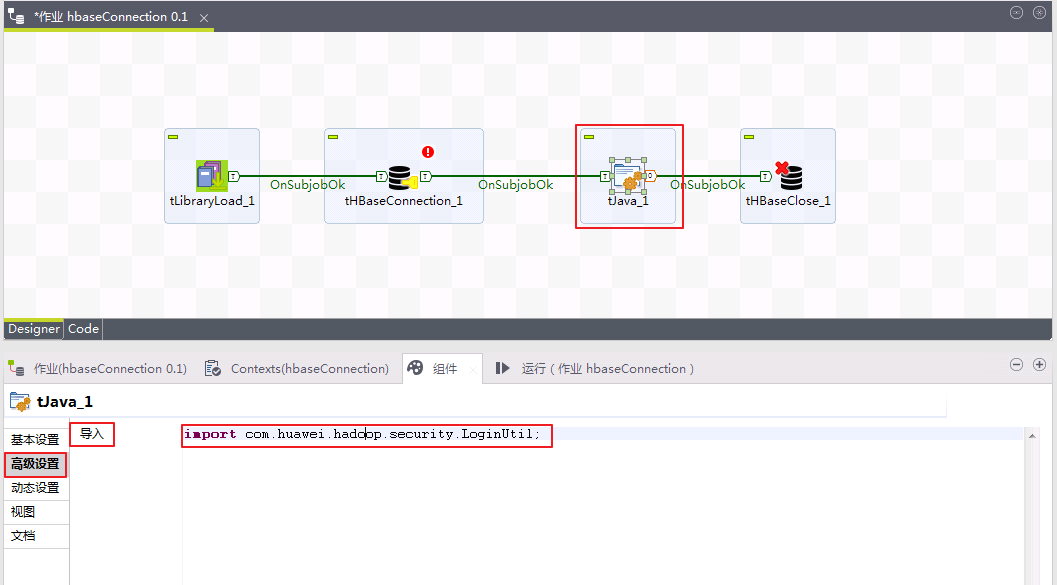 *作业 hbaseConnection 0.1
OnSubjobOk
OnSubjobOk
OnSubjobOk
tLibraryLoad_1
tHBaseConnection_1
tJava_1
tHBaseClose_1
Designer
Code
作业(hbaseConnection 0.1)
Contexts(hbaseConnection)
组件
运行 ( 作业 hbaseConnection )
tJava_1
基本设置
导入
import com.huawei.hadoop.security.LoginUtil;
高级设置
动态设置
视图
文档